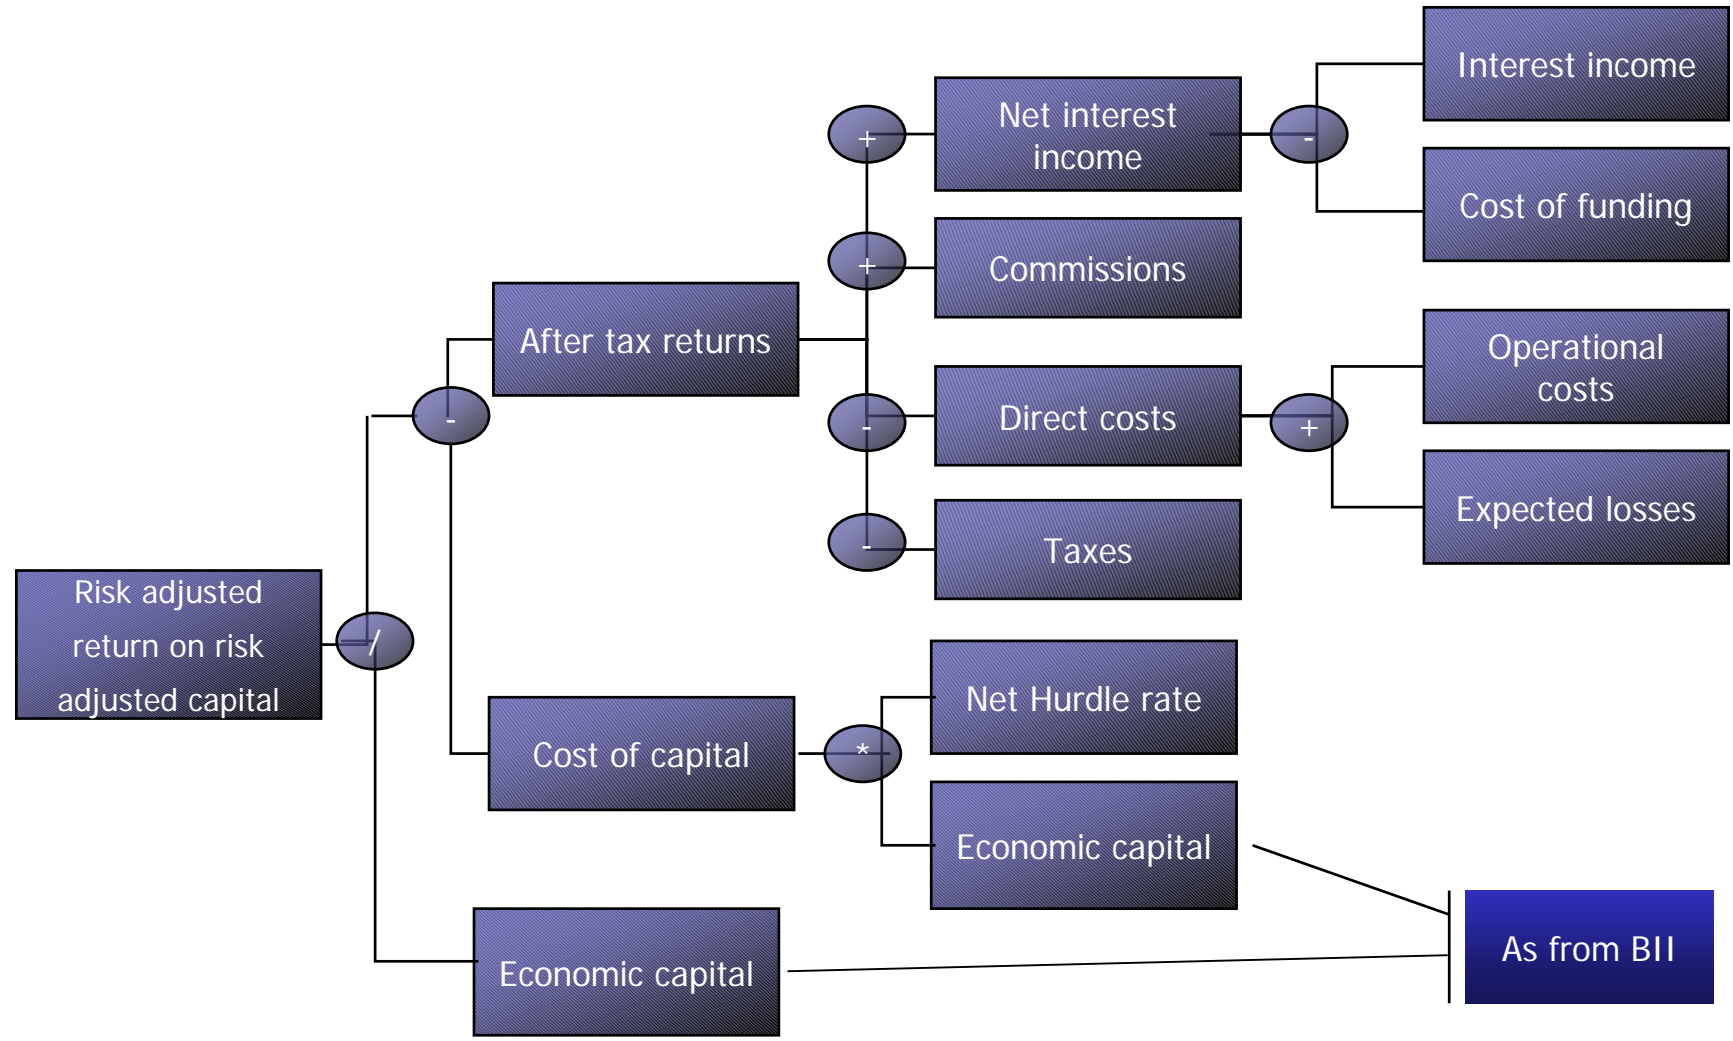 Interest income
Net interest
income
+
-
Cost of funding
Commissions
+
After tax returns
Operational
costs
Direct costs
-
-
+
Expected losses
Taxes
-
Risk adjusted
return on risk
adjusted capital
/
Net Hurdle rate
Cost of capital
*
Economic capital
As from BII
Economic capital